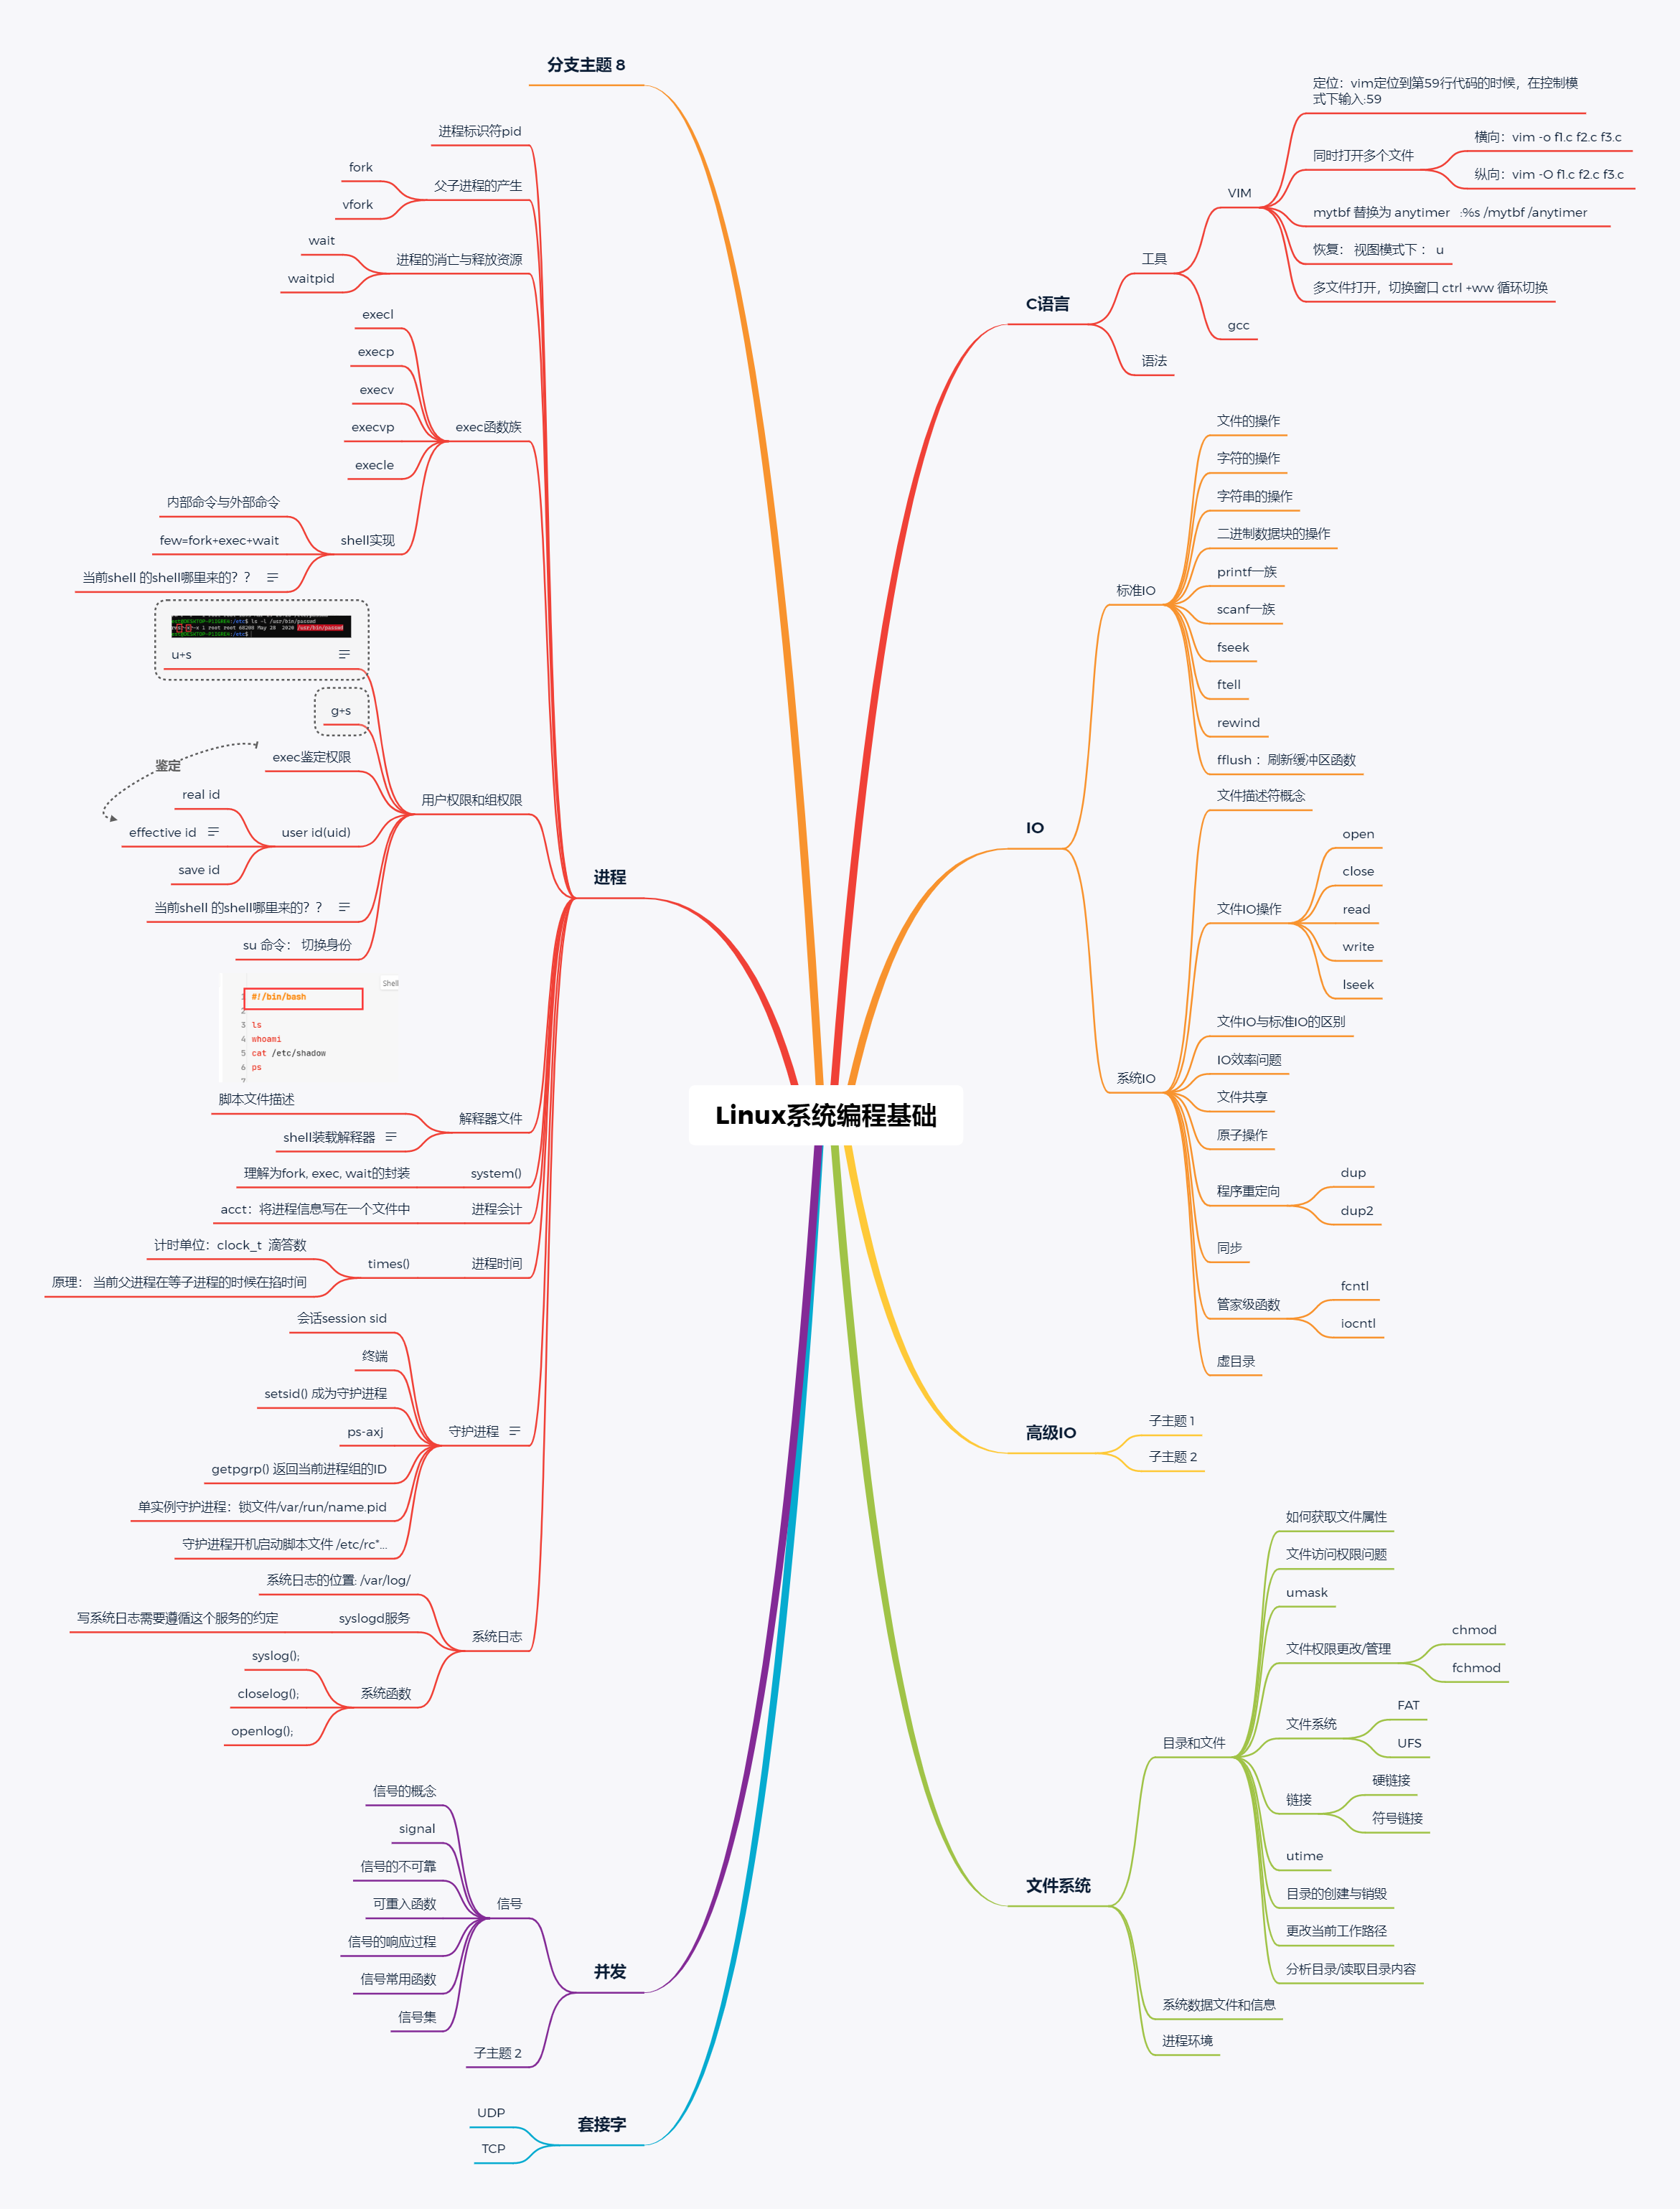 Linux系统编程基础
C语言
工具
VIM
定位：vim定位到第59行代码的时候，在控制模
式下输入:59
同时打开多个文件
横向：vim -o f1.c f2.c f3.c
纵向：vim -O f1.c f2.c f3.c
mytbf 替换为 anytimer :%s /mytbf /anytimer
恢复： 视图模式下： u
多文件打开，切换窗口 ctrl +ww 循环切换
gcc
语法
IO
标准IO
文件的操作
字符的操作
字符串的操作
二进制数据块的操作
printf一族
scanf一族
fseek
ftell
rewind
fflush ：刷新缓冲区函数
系统IO
文件描述符概念
文件IO操作
open
close
read
write
lseek
文件IO与标准IO的区别
IO效率问题
文件共享
原子操作
程序重定向
dup
dup2
同步
管家级函数
fcntl
iocntl
虚目录
高级IO
子主题 1
子主题 2
文件系统
目录和文件
如何获取文件属性
文件访问权限问题
umask
文件权限更改/管理
chmod
fchmod
文件系统
FAT
UFS
链接
硬链接
符号链接
utime
目录的创建与销毁
更改当前工作路径
分析目录/读取目录内容
系统数据文件和信息
进程环境
分支主题 8
进程
进程标识符pid
父子进程的产生
fork
vfork
进程的消亡与释放资源
wait
waitpid
exec函数族
execl
execp
execv
execvp
execle
shell实现
内部命令与外部命令
few=fork+exec+wait
当前shell 的shell哪里来的？？
用户权限和组权限
$ ls -l /usr/bin/passwd
x 1 root root 68208 May 28 2020 /usr/bin/passwd
u+s
g+s
exec鉴定权限
鉴定
user id(uid)
real id
effective id
save id
当前shell 的shell哪里来的？？
su 命令： 切换身份
解释器文件
Shell
1 #!/bin/bash
2
3 ls
4 whoami
5 cat /etc/shadow
6 ps
7
脚本文件描述
shell装载解释器
system()
理解为fork, exec, wait的封装
进程会计
acct：将进程信息写在一个文件中
进程时间
times()
计时单位：clock_t 滴答数
原理： 当前父进程在等子进程的时候在掐时间
守护进程
会话session sid
终端
setsid() 成为守护进程
ps-axj
getpgrp() 返回当前进程组的ID
单实例守护进程：锁文件/var/run/name.pid
守护进程开机启动脚本文件 /etc/rc*...
系统日志
系统日志的位置: /var/log/
syslogd服务
写系统日志需要遵循这个服务的约定
系统函数
syslog();
closelog();
openlog();
并发
信号
信号的概念
signal
信号的不可靠
可重入函数
信号的响应过程
信号常用函数
信号集
子主题 2
套接字
UDP
TCP